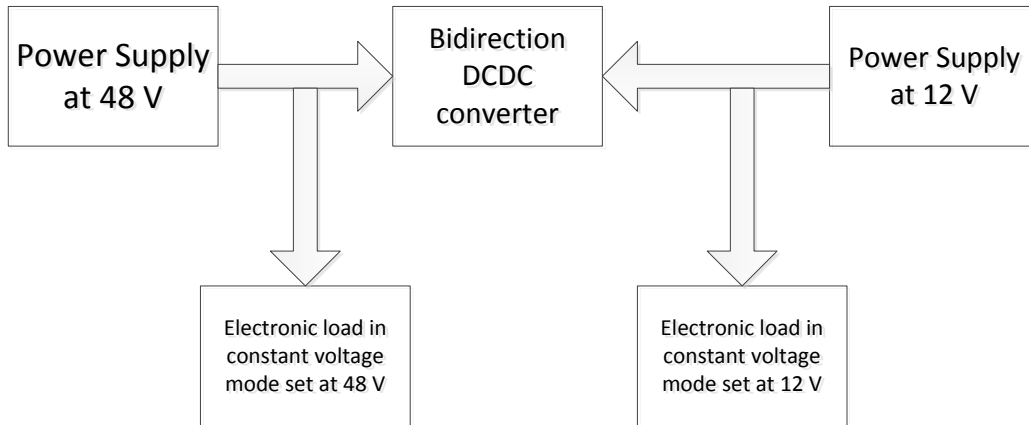 Power Supply
at 48 V
Bidirection
DCDC
converter
Power Supply
at 12 V
Electronic load in
constant voltage
mode set at 48 V
Electronic load in
constant voltage
mode set at 12 V